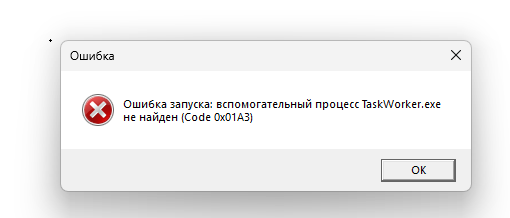 Ошибка
Ошибка запуска: вспомогательный процесс TaskWorker.exe
не найден (Code 0x01A3)
OK